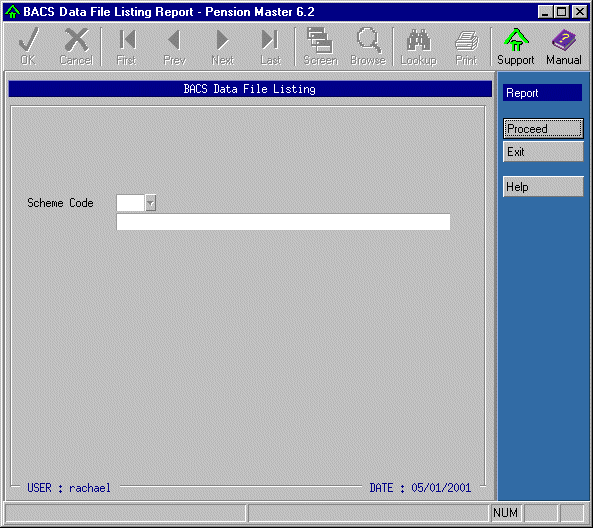 BACS Data File Listing Report - Pension Master 6.2
OK Cancel First Prev Next Last Screen Browse Lookup Print Support Manual
BACS Data File Listing
Report
Proceed
Exit
Help
Scheme Code
USER : rachael DATE : 05/01/2001
NUM